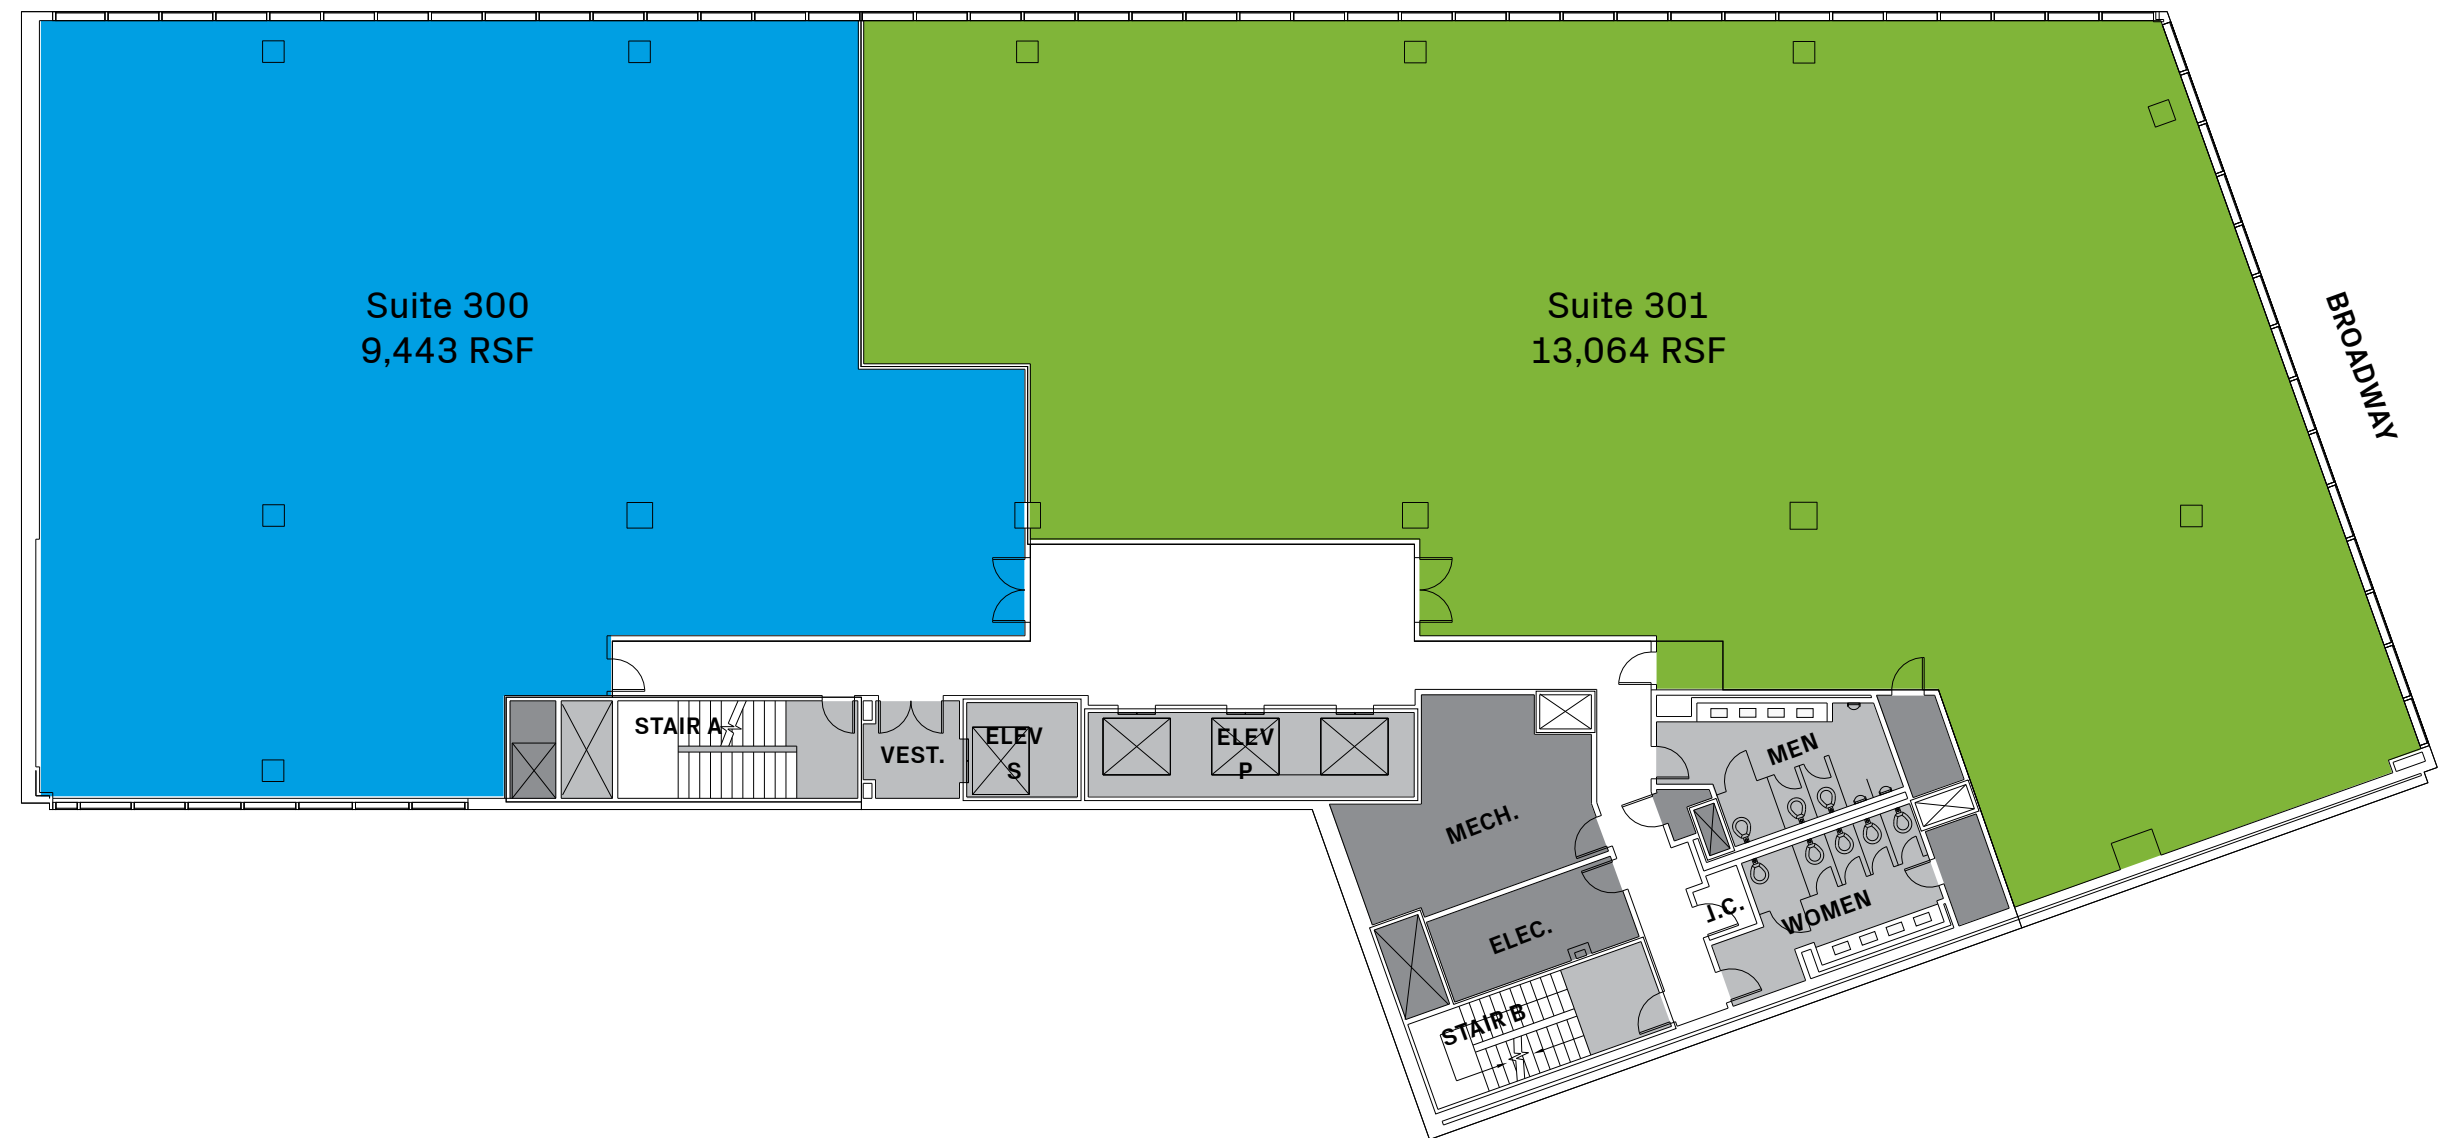 Suite 300
9,443 RSF
Suite 301
13,064 RSF
BROADWAY
STAIR A
VEST.
ELEV
S
ELEV
P
MEN
MECH.
J.C.
WOMEN
ELEC.
STAIR B